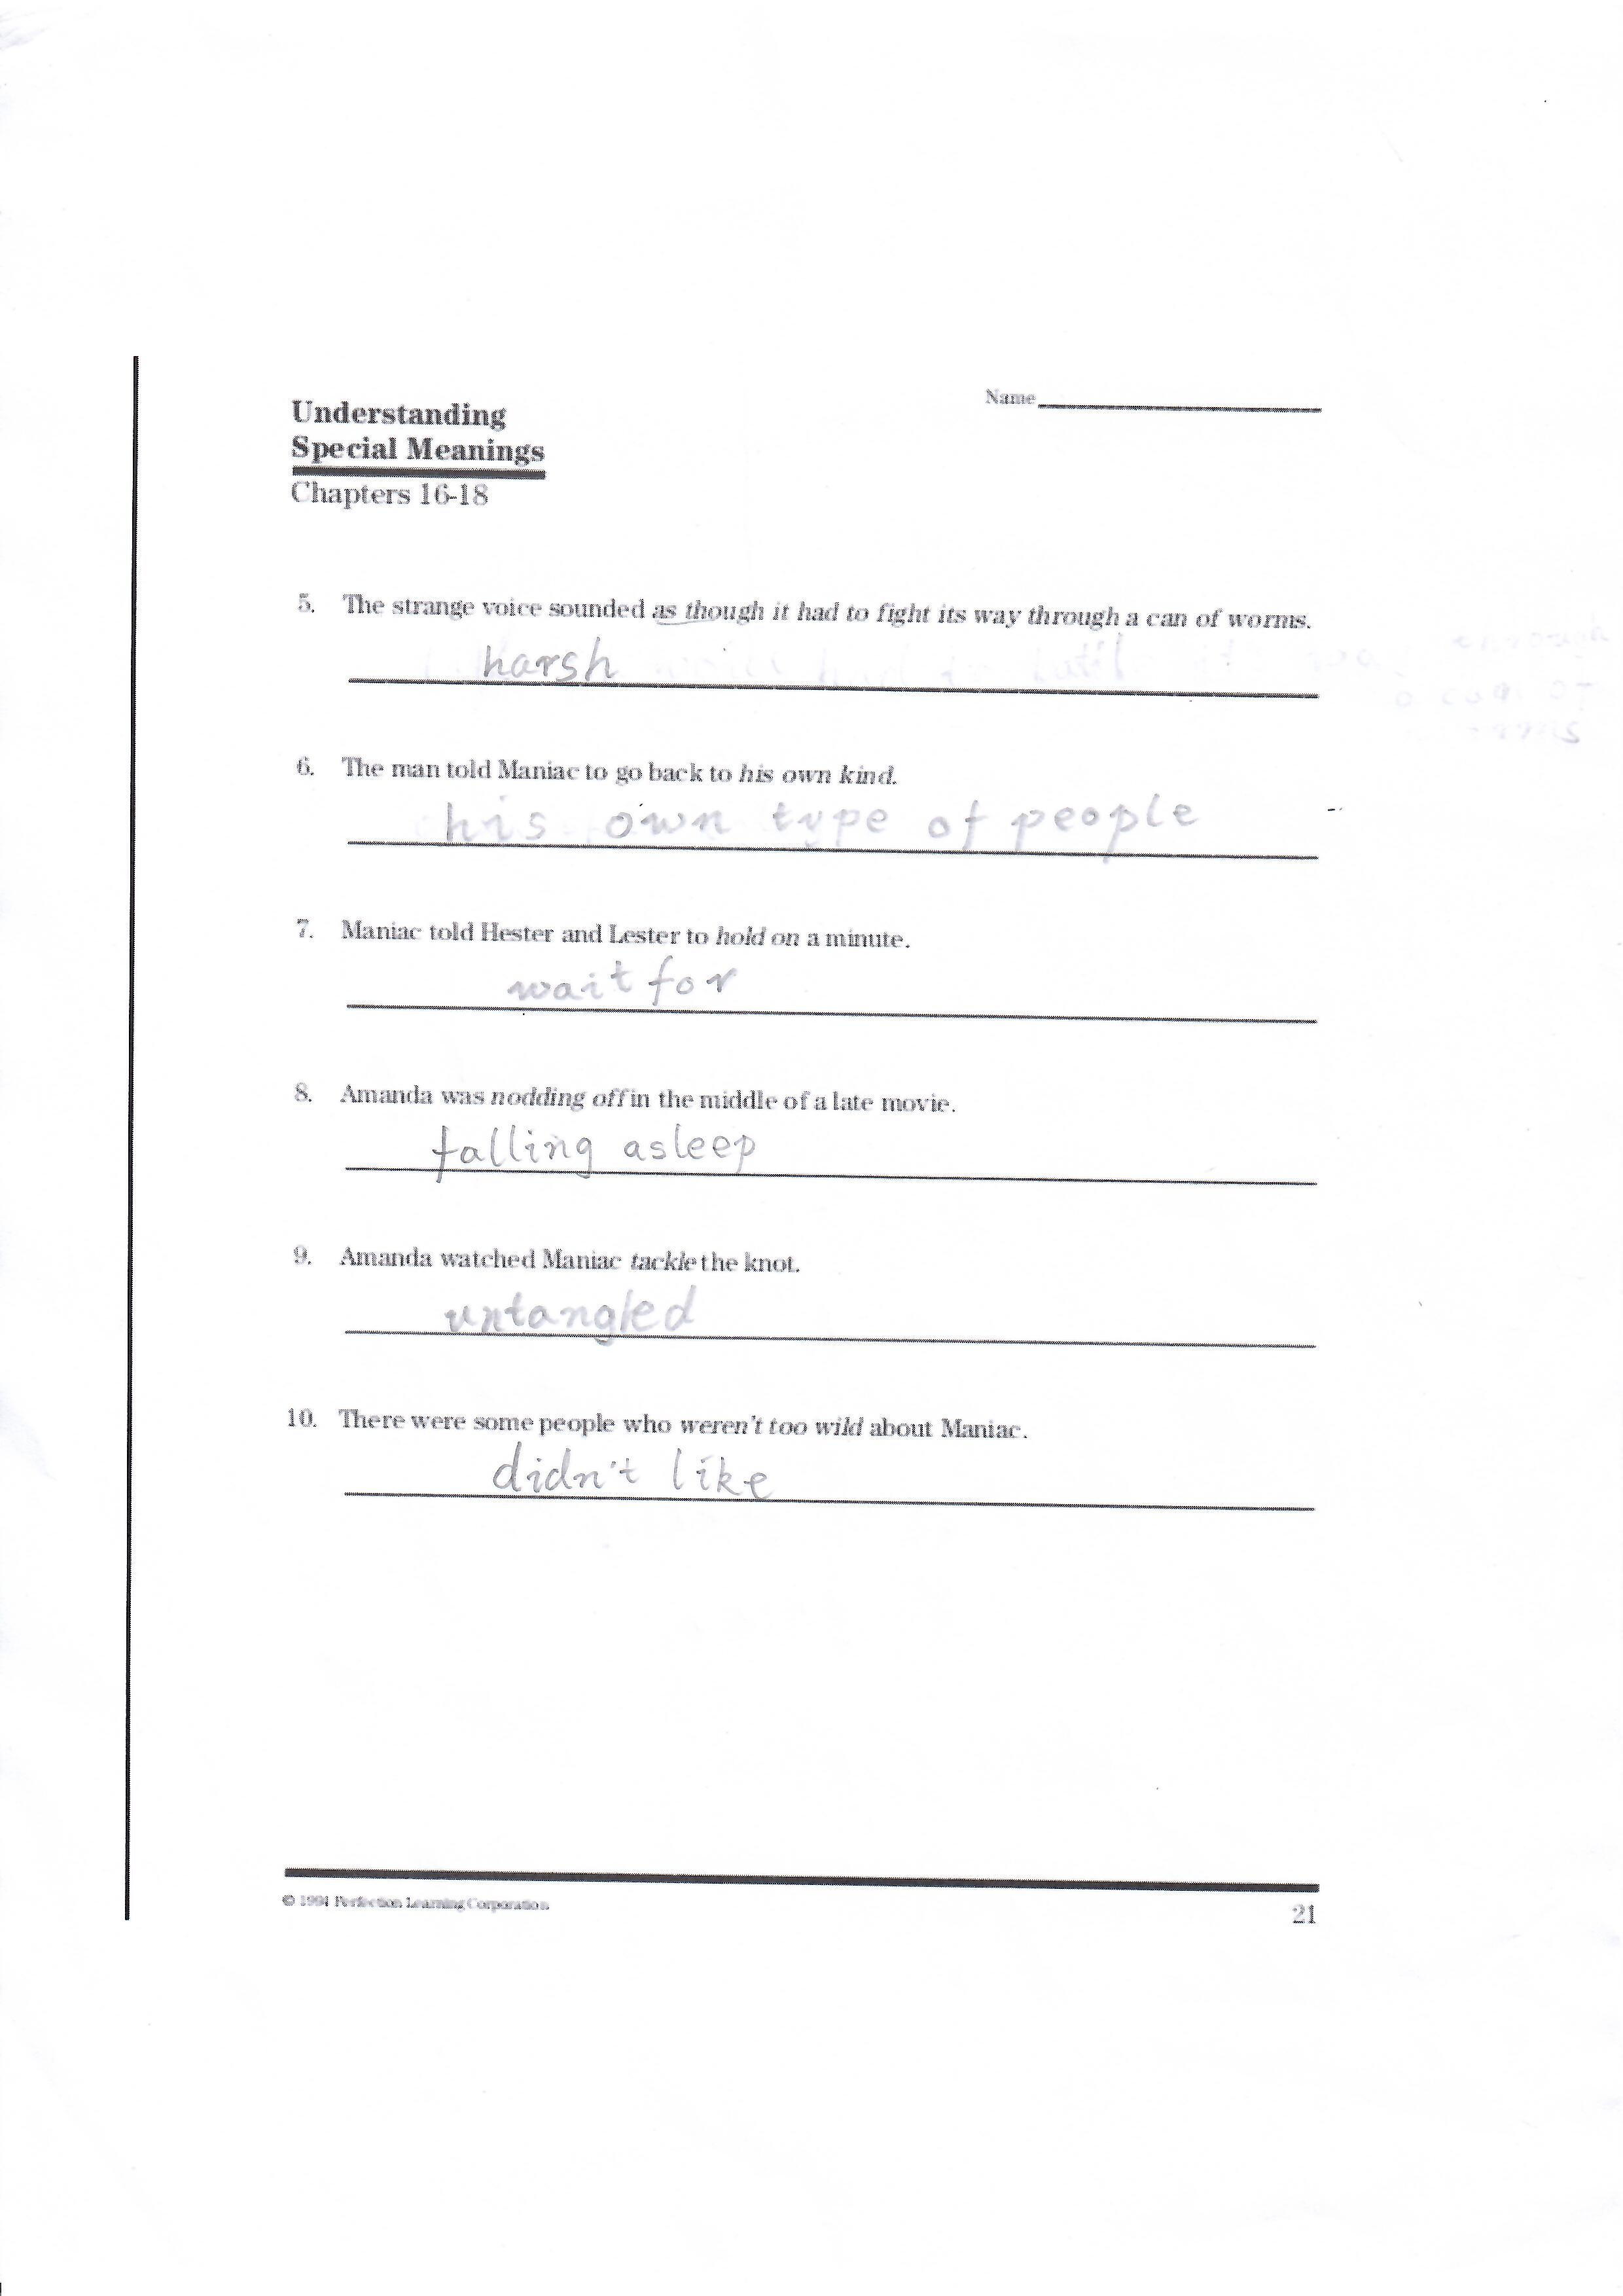 Name
Understanding
Special Meanings
Chapters 16-18
5. The strange voice sounded as though it had to fight its way through a can of worms.
harsh
6. The man told Maniac to go back to his own kind.
his own type of people
7. Maniac told Hester and Lester to hold on a minute.
wait for
8. Amanda was nodding off in the middle of a late movie.
falling asleep
9. Amanda watched Maniac tackle the knot.
untangled
10. There were some people who weren't too wild about Maniac.
didn't like
© 1994 Perfection Learning Corporation
21